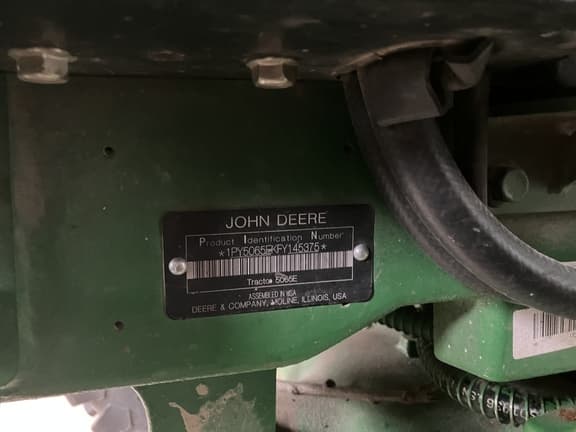 JOHN DEERE
Product Identification Number
*1PY5065EKFY145375*
Tractor 5065E
ASSEMBLED IN USA
DEERE & COMPANY, MOLINE, ILLINOIS, USA